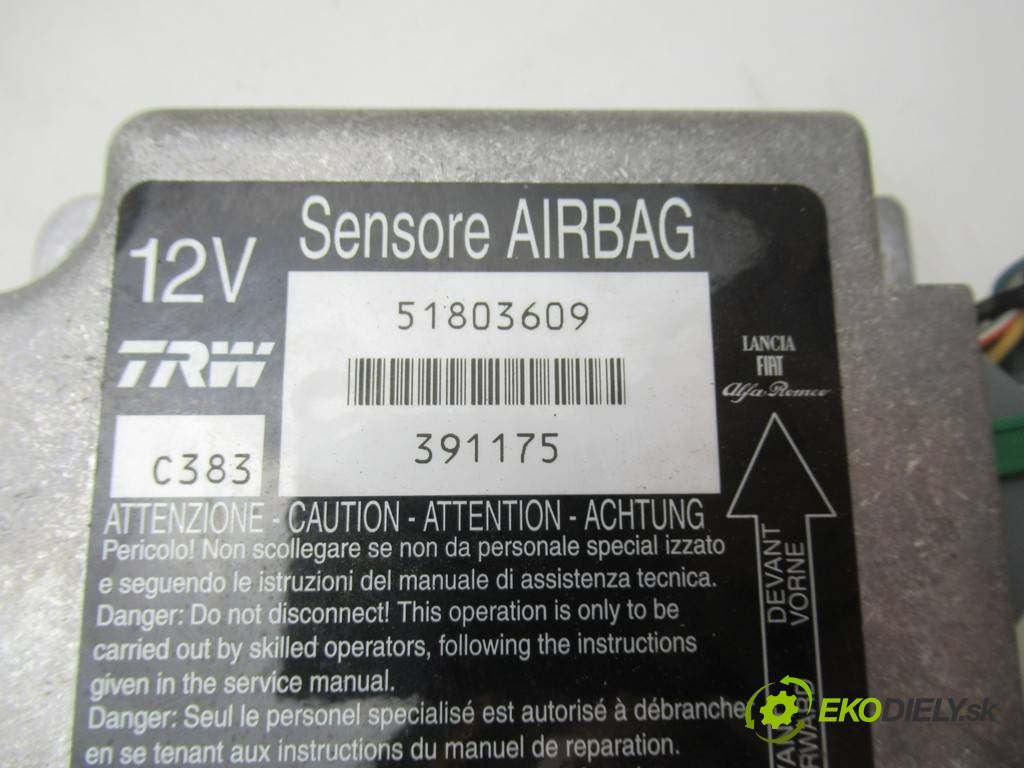 Sensore AIRBAG
12V
51803609
TRW
391175
C383
LANCIA
FIAT
Alfa Romeo
ATTENZIONE - CAUTION - ATTENTION - ACHTUNG
Pericolo! Non scollegare se non da personale special izzato
e seguendo le istruzioni del manuale di assistenza tecnica.
Danger: Do not disconnect! This operation is only to be
carried out by skilled operators, following the instructions
given in the service manual.
Danger: Seul le personel specialisé est autorisé à débranche
en se tenant aux instructions du manuel de reparation.
DEVANT
VORNE
EKODIELY.sk